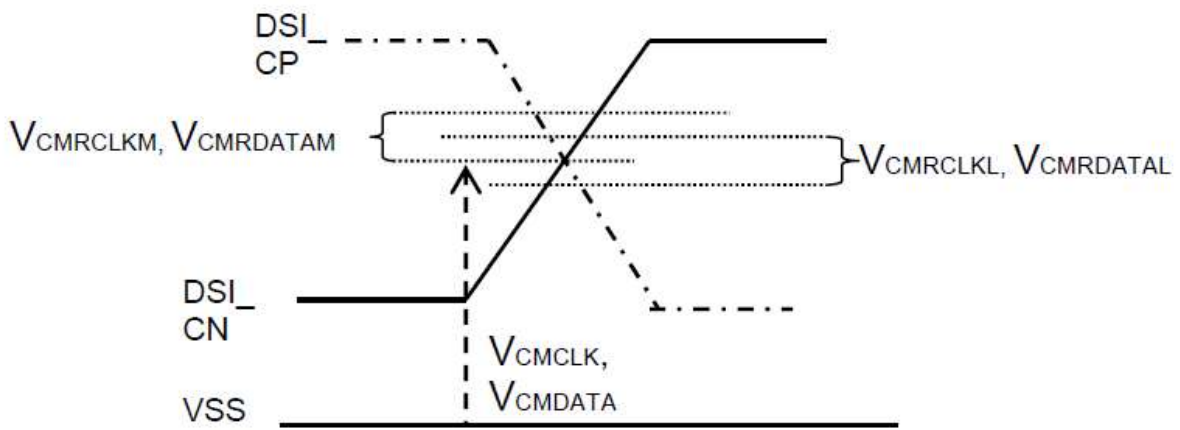 DSI_
CP
VCMRCLKM, VCMRDATAM
VCMRCLKL, VCMRDATAL
DSI_
CN
VCMCLK,
VCMDATA
VSS